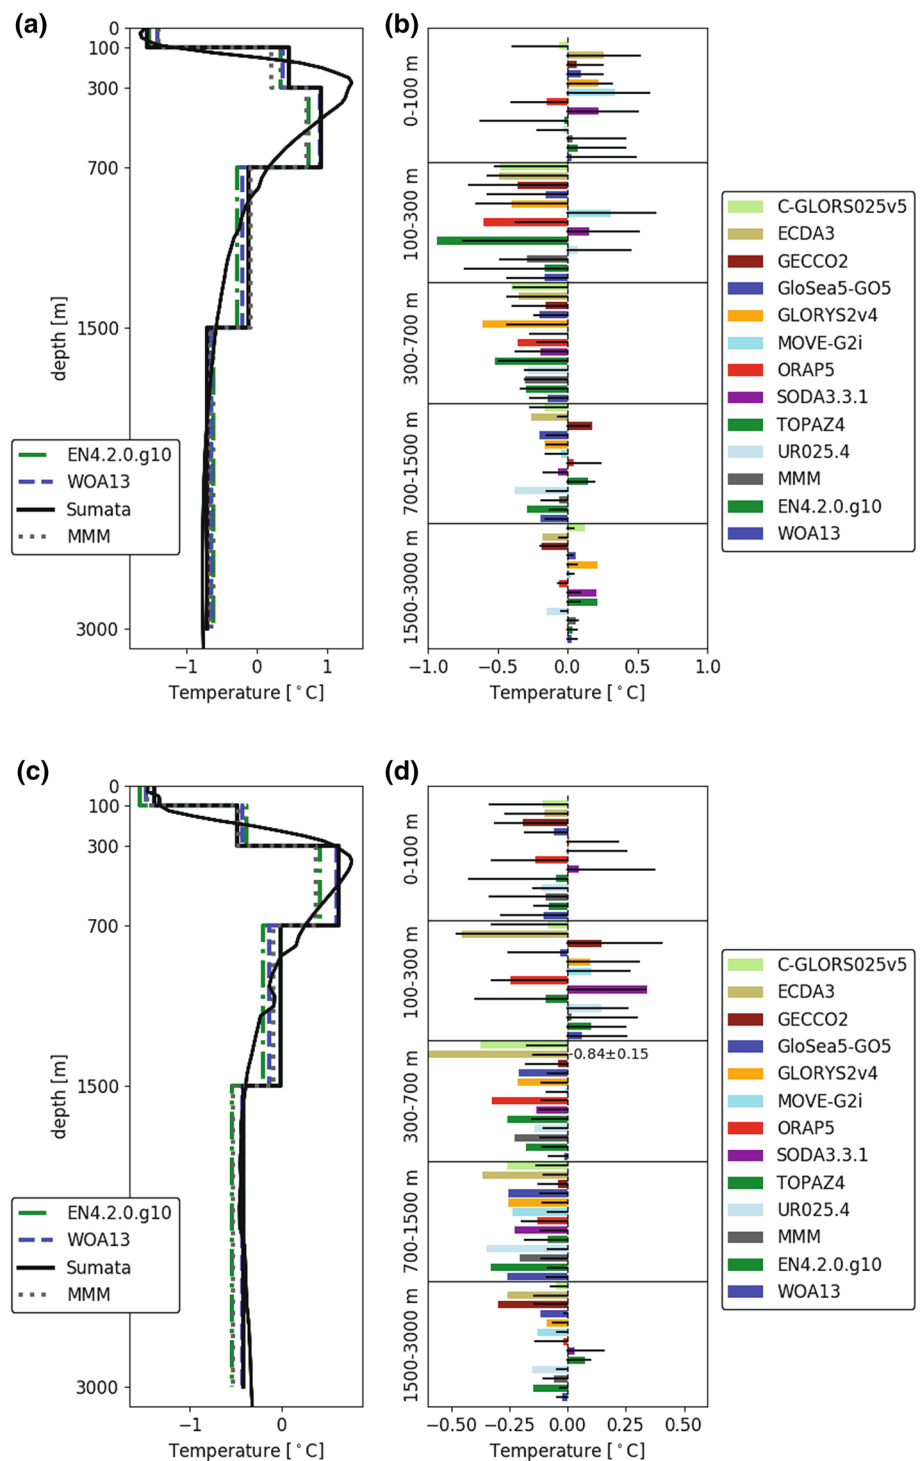 (a)
0
100
300
700
1500
3000
depth [m]
EN4.2.0.g10
WOA13
Sumata
MMM
−1
0
1
Temperature [°C]
(b)
0-100 m
100-300 m
300-700 m
700-1500 m
1500-3000 m
−1.0
−0.5
0.0
0.5
1.0
Temperature [°C]
C-GLORS025v5
ECDA3
GECCO2
GloSea5-GO5
GLORYS2v4
MOVE-G2i
ORAP5
SODA3.3.1
TOPAZ4
UR025.4
MMM
EN4.2.0.g10
WOA13
(c)
0
100
300
700
1500
3000
depth [m]
EN4.2.0.g10
WOA13
Sumata
MMM
−1
0
Temperature [°C]
(d)
0-100 m
100-300 m
300-700 m
700-1500 m
1500-3000 m
-0.84±0.15
−0.50
−0.25
0.00
0.25
0.50
Temperature [°C]
C-GLORS025v5
ECDA3
GECCO2
GloSea5-GO5
GLORYS2v4
MOVE-G2i
ORAP5
SODA3.3.1
TOPAZ4
UR025.4
MMM
EN4.2.0.g10
WOA13